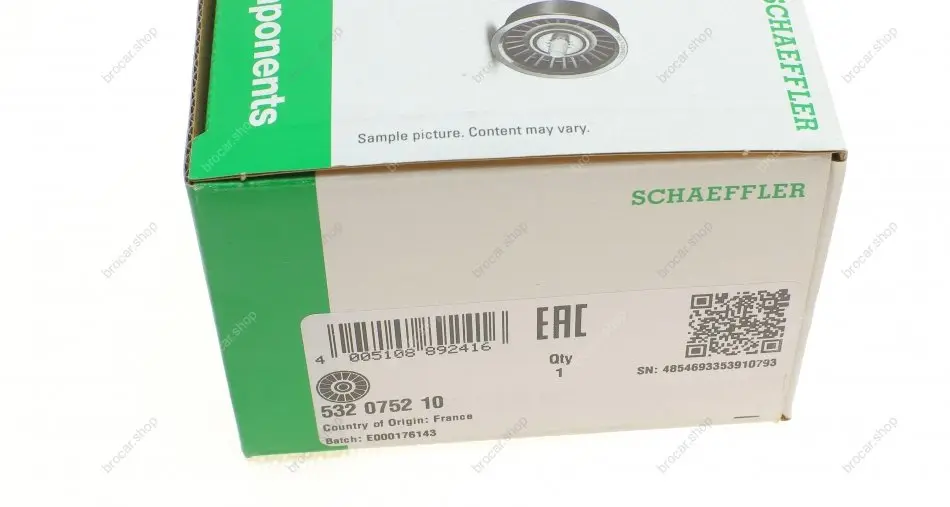 ponents
SCHAEFFLER
Sample picture. Content may vary.
SCHAEFFLER
EAC
4 005108 892416
Qty
1
SN: 4854693353910793
532 0752 10
Country of Origin: France
Batch: E000176143
brocar.shop